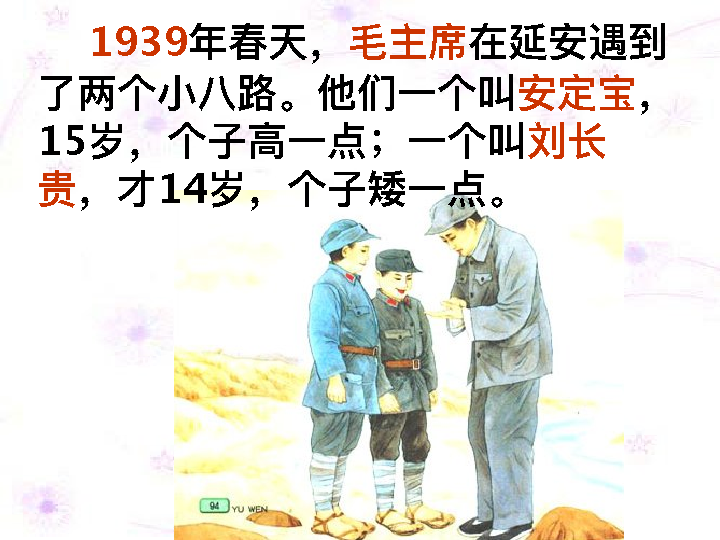 1939年春天，毛主席在延安遇到
了两个小八路。他们一个叫安定宝，
15岁，个子高一点；一个叫刘长
贵，才14岁，个子矮一点。
94 YU WEN